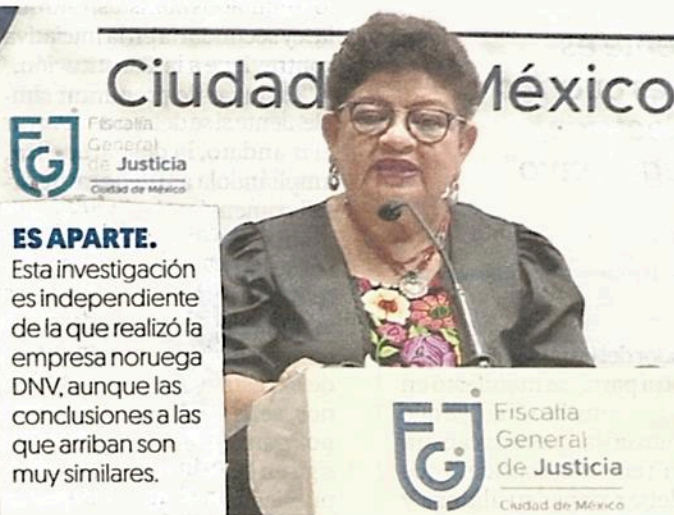 Ciudad México
Fiscalía
General
de Justicia
Ciudad de México
ES APARTE.
Esta investigación
es independiente
de la que realizó la
empresa noruega
DNV, aunque las
conclusiones a las
que arriban son
muy similares.
Fiscalía
General
de Justicia
Ciudad de México